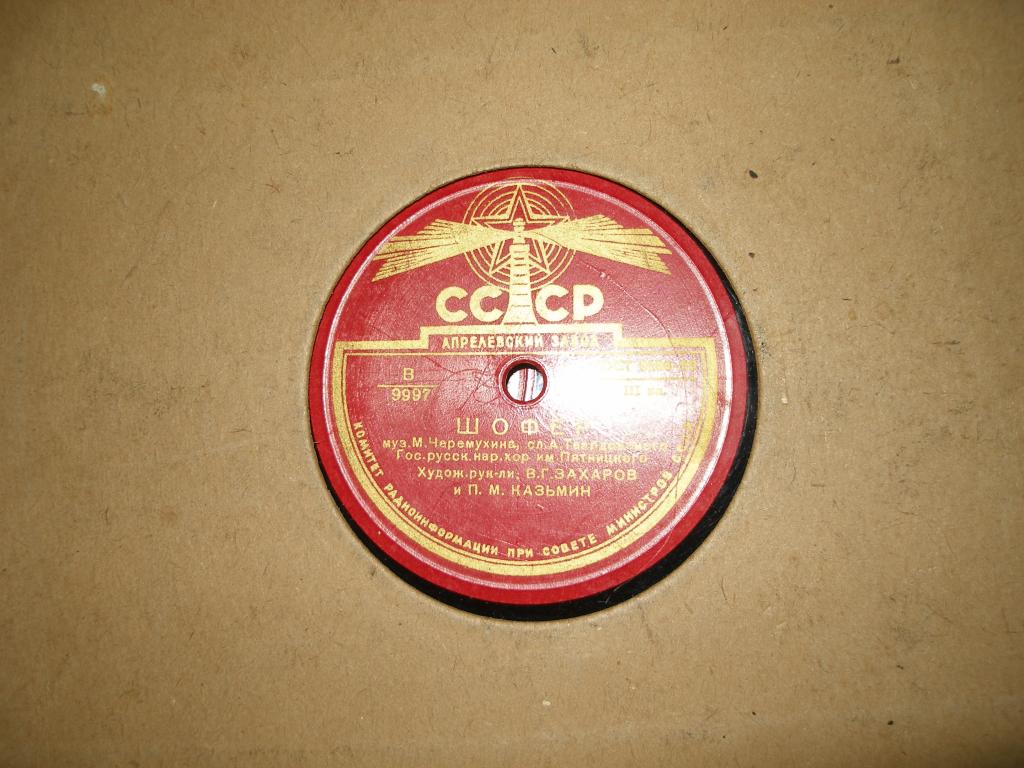 СССР
АПРЕЛЕВСКИЙ ЗАВОД
В
9997
III
муз. М. Черемухина, сл. А.
Гос. русск. нар. хор им. Пятницкого
Худож. рук-ли: В. Г. ЗАХАРОВ
и П. М. КАЗЬМИН
КОМИТЕТ РАДИОИНФОРМАЦИИ ПРИ СОВЕТЕ МИНИСТРОВ